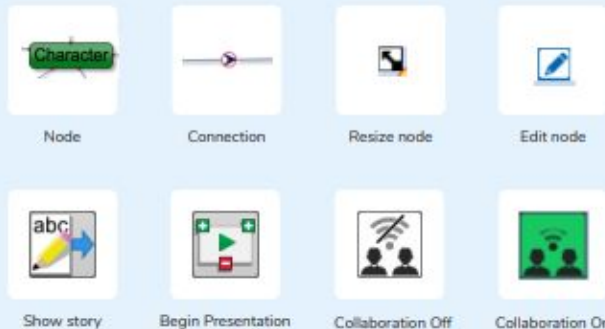 Character
Node
Connection
Resize node
Edit node
abc
Show story
Begin Presentation
Collaboration Off
Collaboration